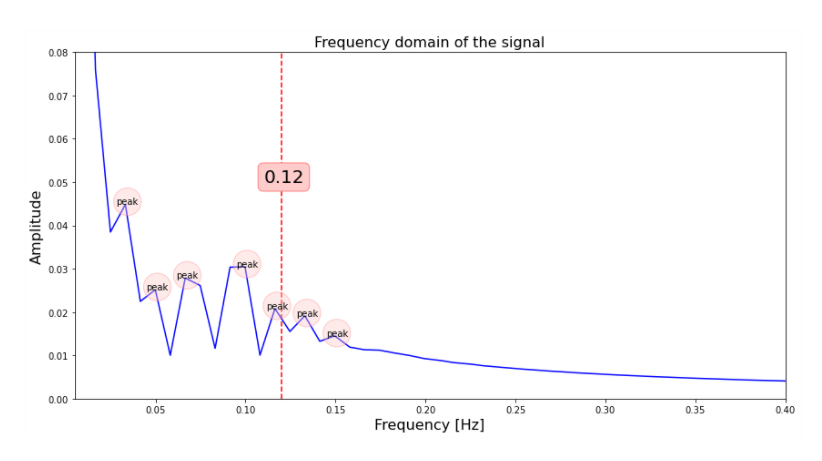 Frequency domain of the signal
0.08
0.07
0.06
0.05
0.04
0.03
0.02
0.01
0.00
Amplitude
0.12
peak
peak
peak
peak
peak
peak
peak
0.05
0.10
0.15
0.20
0.25
0.30
0.35
0.40
Frequency [Hz]